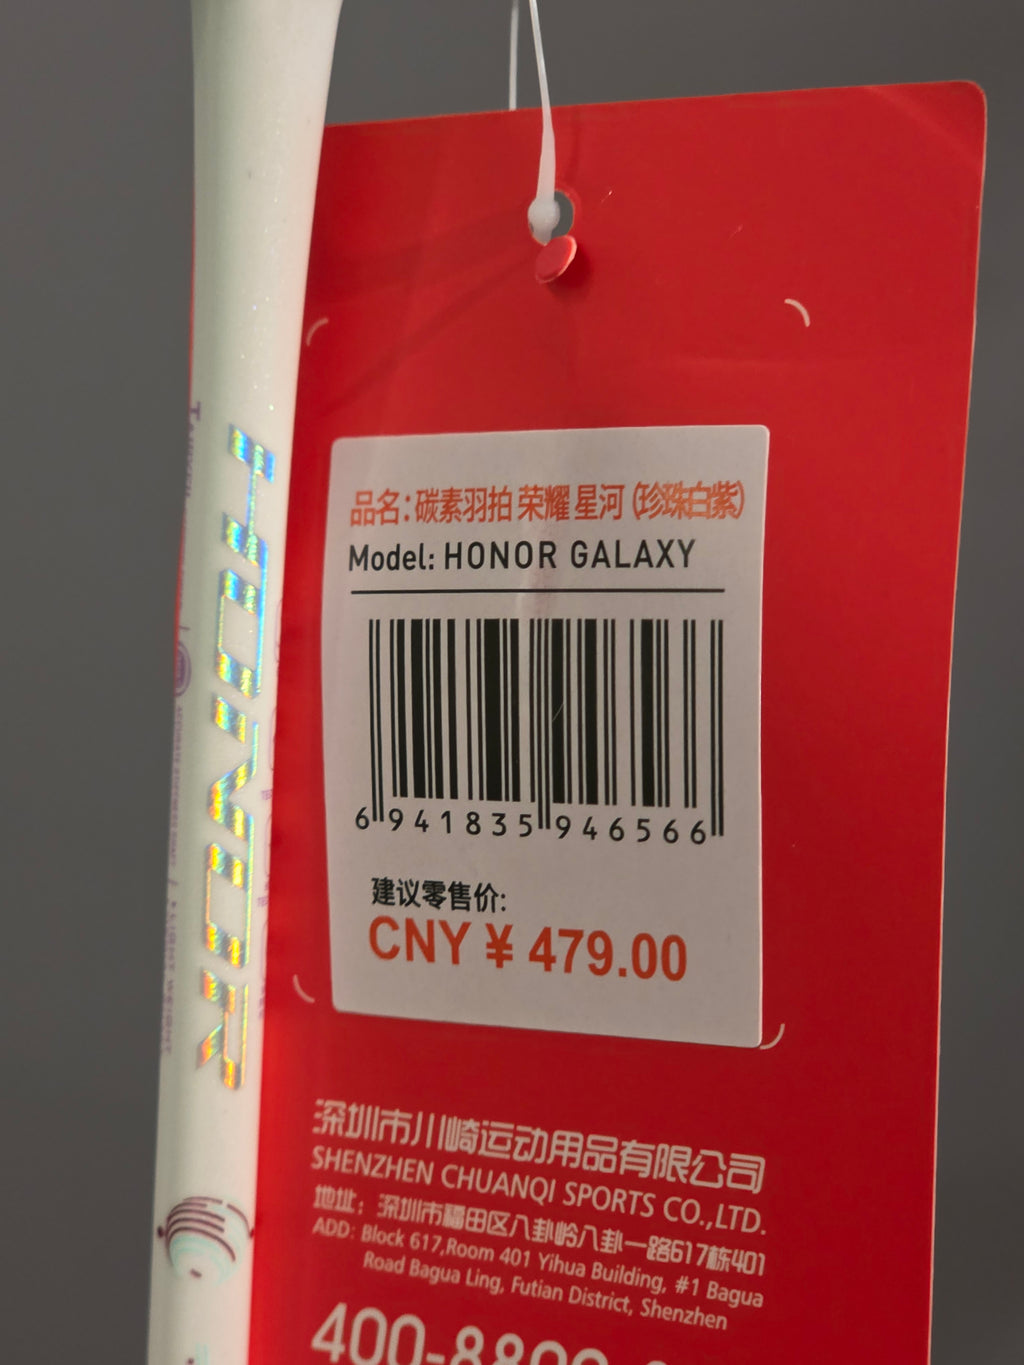 品名：碳素羽拍 荣耀 星河（珍珠白紫）
Model: HONOR GALAXY
6 941835 946566
建议零售价：
CNY ¥ 479.00
深圳市川崎运动用品有限公司
SHENZHEN CHUANQI SPORTS CO.,LTD.
地址：深圳市福田区八卦岭八卦一路617栋401
ADD: Block 617,Room 401 Yihua Building, #1 Bagua
Road Bagua Ling, Futian District, Shenzhen
HONOR